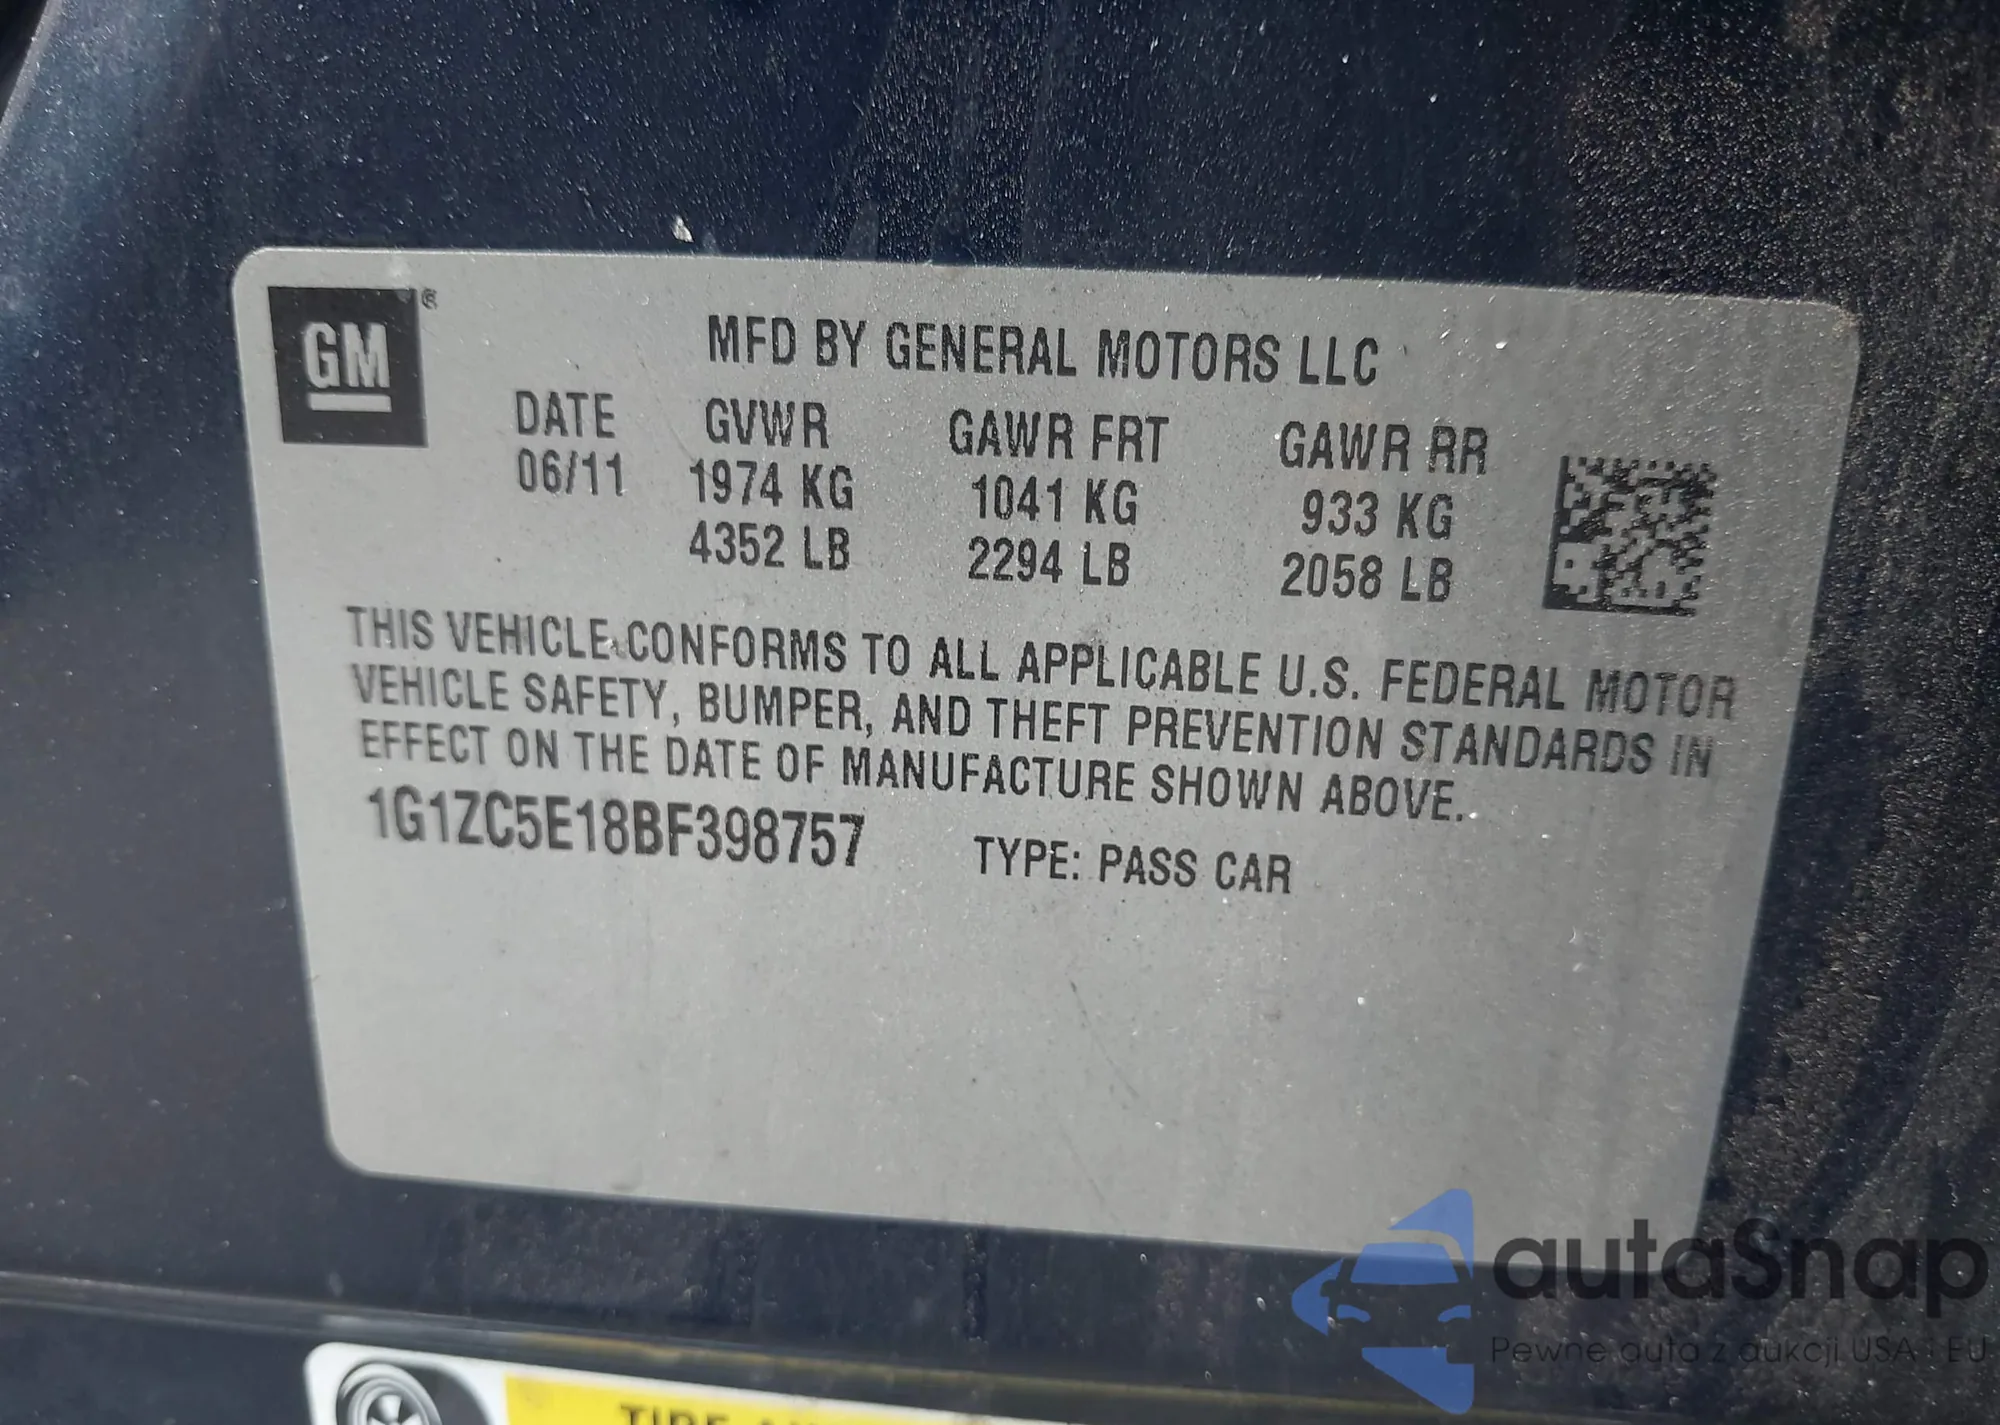 GM ®
MFD BY GENERAL MOTORS LLC
DATE GVWR GAWR FRT GAWR RR
06/11 1974 KG 1041 KG 933 KG
4352 LB 2294 LB 2058 LB
THIS VEHICLE CONFORMS TO ALL APPLICABLE U.S. FEDERAL MOTOR
VEHICLE SAFETY, BUMPER, AND THEFT PREVENTION STANDARDS IN
EFFECT ON THE DATE OF MANUFACTURE SHOWN ABOVE.
1G1ZC5E18BF398757 TYPE: PASS CAR
autaSnap
Pewne auta z aukcji USA i EU
TIRE